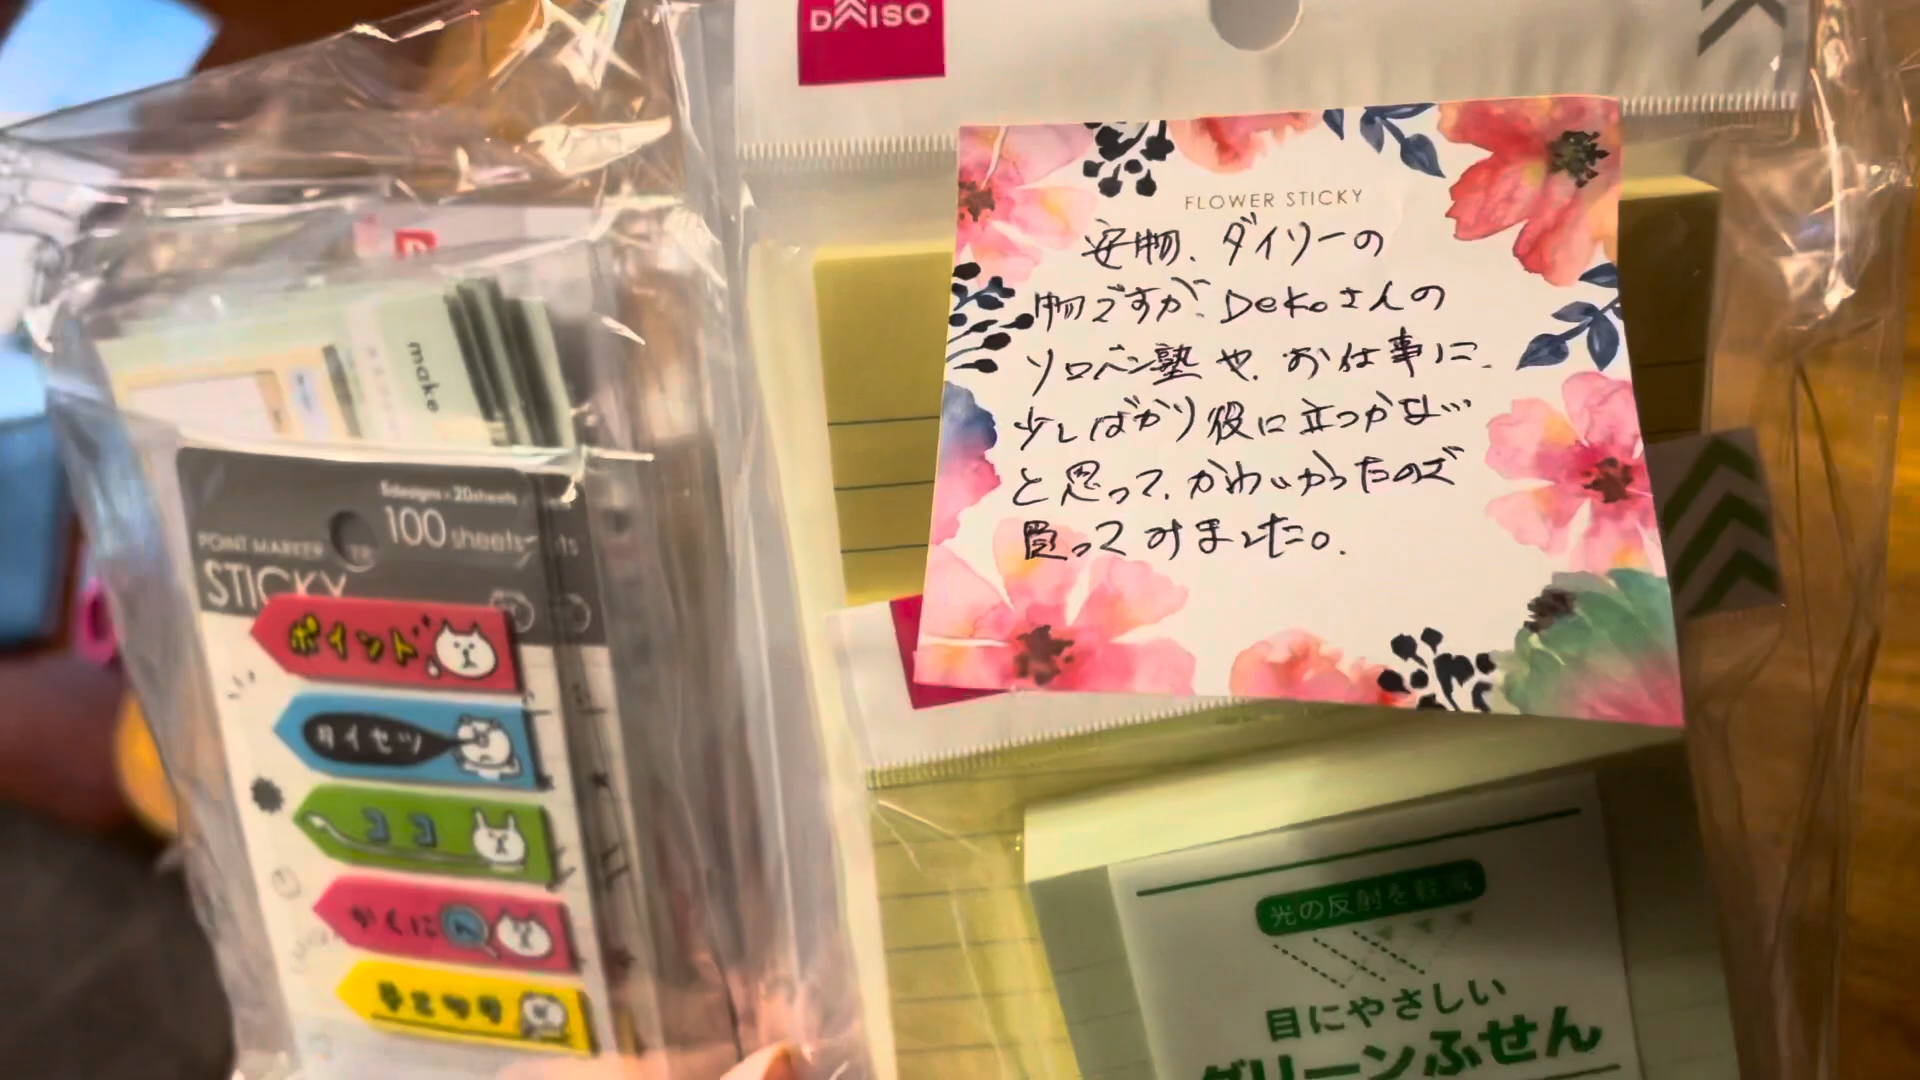 DAISO
FLOWER STICKY
安物、ダイソーの
物ですが、Dekoさんの
ソロバン塾や、お仕事に、
少しばかり役に立つかな…
と思って、かわいかったので
買ってみました。
make
5designs×20sheets
100 sheets
POINT MARKER
STICKY
ポイント
タイセツ
ココ
かくにん
光の反射を軽減
目にやさしい
グリーンふせん